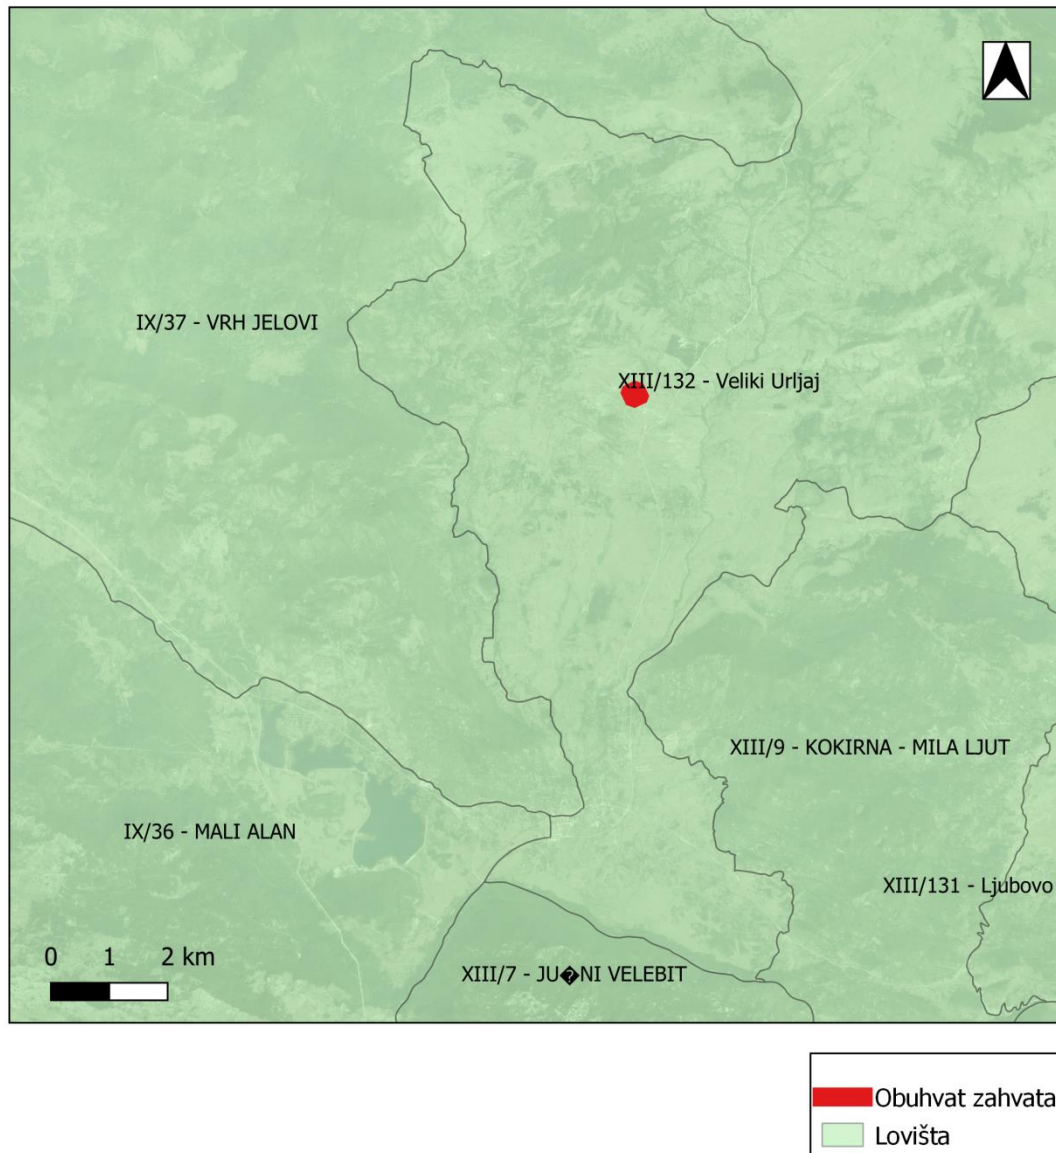 IX/37 - VRH JELOVI
XIII/132 - Veliki Urljaj
XIII/9 - KOKIRNA - MILA LJUT
IX/36 - MALI ALAN
XIII/131 - Ljubovo
0 1 2 km
XIII/7 - JU�NI VELEBIT
Obuhvat zahvata
Lovišta